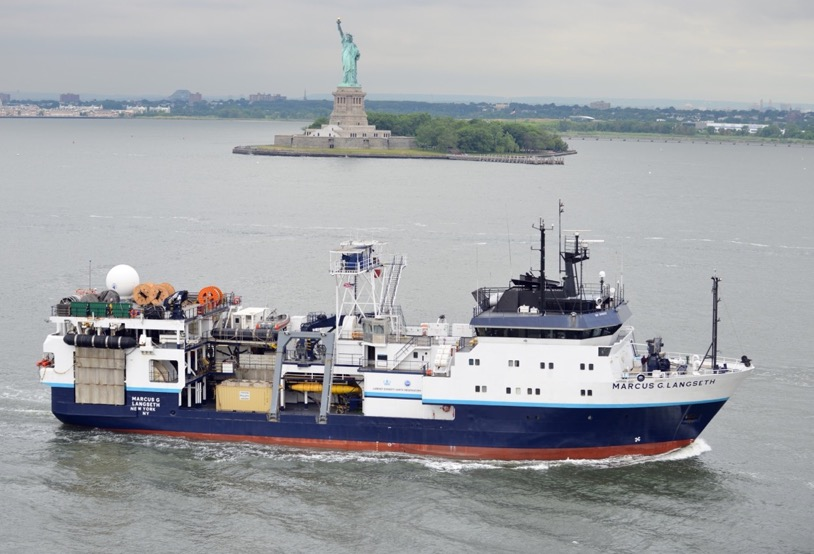 MARCUS G. LANGSETH
MARCUS G
LANGSETH
NEW YORK
NY